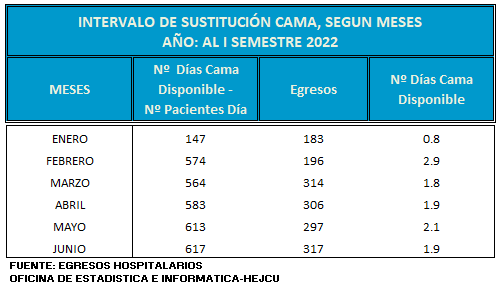 INTERVALO DE SUSTITUCIÓN CAMA, SEGUN MESES
AÑO: AL I SEMESTRE 2022
MESES
Nº Días Cama
Disponible -
Nº Pacientes Día
Egresos
Nº Días Cama
Disponible
ENERO 147 183 0.8
FEBRERO 574 196 2.9
MARZO 564 314 1.8
ABRIL 583 306 1.9
MAYO 613 297 2.1
JUNIO 617 317 1.9
FUENTE: EGRESOS HOSPITALARIOS
OFICINA DE ESTADISTICA E INFORMATICA-HEJCU